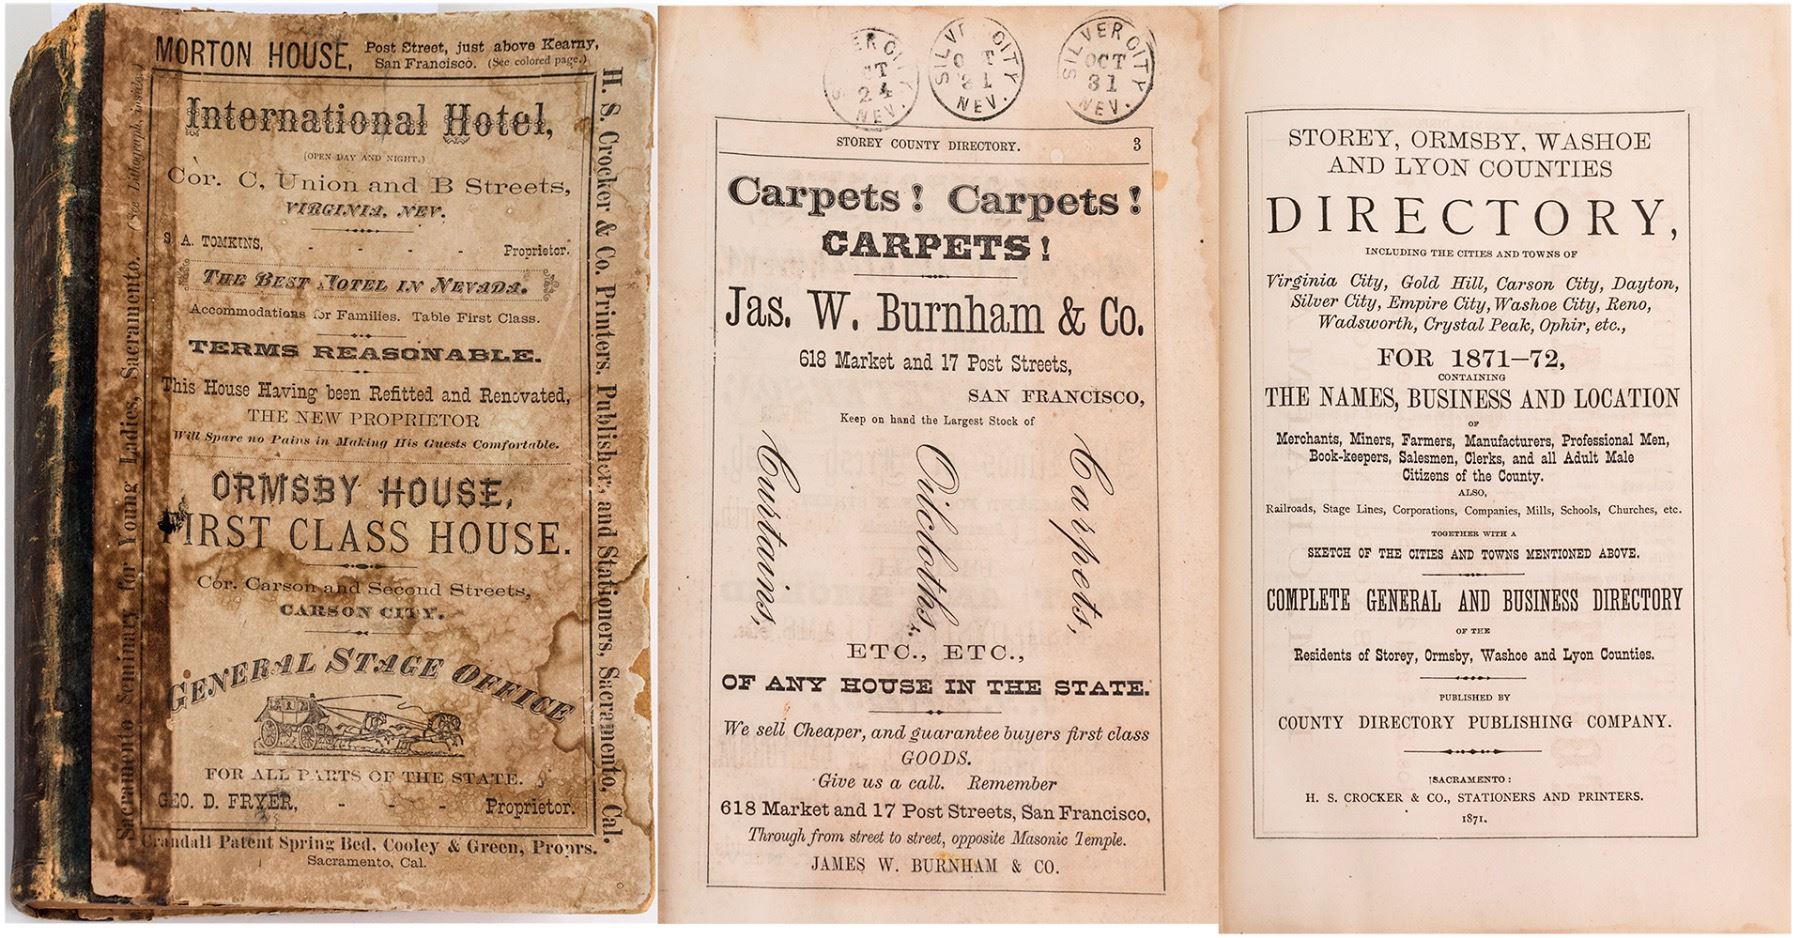 MORTON HOUSE, Post Street, just above Kearny,
San Francisco. (See colored page.)
International Hotel,
(OPEN DAY AND NIGHT.)
Cor. C, Union and B Streets,
VIRGINIA, NEV.
S. A. TOMKINS, - - - - Proprietor.
THE BEST HOTEL IN NEVADA.
Accommodations for Families. Table First Class.
TERMS REASONABLE.
This House Having been Refitted and Renovated,
THE NEW PROPRIETOR
Will Spare no Pains in Making His Guests Comfortable.
ORMSBY HOUSE,
FIRST CLASS HOUSE.
Cor. Carson and Second Streets,
CARSON CITY.
GENERAL STAGE OFFICE
FOR ALL PARTS OF THE STATE.
GEO. D. FRYER, - - - Proprietor.
Crandall Patent Spring Bed, Cooley & Green, Proprs.
Sacramento, Cal.
Sacramento Seminary for Young Ladies, Sacramento. (See Lithograph, inside.)
H. S. Crocker & Co. Printers, Publishers, and Stationers, Sacramento, Cal.
SILVER CITY OCT 24 NEV.
SILVER CITY OCT 31 NEV.
SILVER CITY OCT 31 NEV.
STOREY COUNTY DIRECTORY. 3
Carpets! Carpets!
CARPETS!
Jas. W. Burnham & Co.
618 Market and 17 Post Streets,
SAN FRANCISCO,
Keep on hand the Largest Stock of
Carpets,
Oilcloths,
Curtains,
ETC., ETC.,
OF ANY HOUSE IN THE STATE.
We sell Cheaper, and guarantee buyers first class
GOODS.
Give us a call. Remember
618 Market and 17 Post Streets, San Francisco,
Through from street to street, opposite Masonic Temple.
JAMES W. BURNHAM & CO.
STOREY, ORMSBY, WASHOE
AND LYON COUNTIES
DIRECTORY,
INCLUDING THE CITIES AND TOWNS OF
Virginia City, Gold Hill, Carson City, Dayton,
Silver City, Empire City, Washoe City, Reno,
Wadsworth, Crystal Peak, Ophir, etc.,
FOR 1871-72,
CONTAINING
THE NAMES, BUSINESS AND LOCATION
OF
Merchants, Miners, Farmers, Manufacturers, Professional Men,
Book-keepers, Salesmen, Clerks, and all Adult Male
Citizens of the County.
ALSO,
Railroads, Stage Lines, Corporations, Companies, Mills, Schools, Churches, etc.
TOGETHER WITH A
SKETCH OF THE CITIES AND TOWNS MENTIONED ABOVE.
COMPLETE GENERAL AND BUSINESS DIRECTORY
OF THE
Residents of Storey, Ormsby, Washoe and Lyon Counties.
PUBLISHED BY
COUNTY DIRECTORY PUBLISHING COMPANY.
SACRAMENTO:
H. S. CROCKER & CO., STATIONERS AND PRINTERS.
1871.